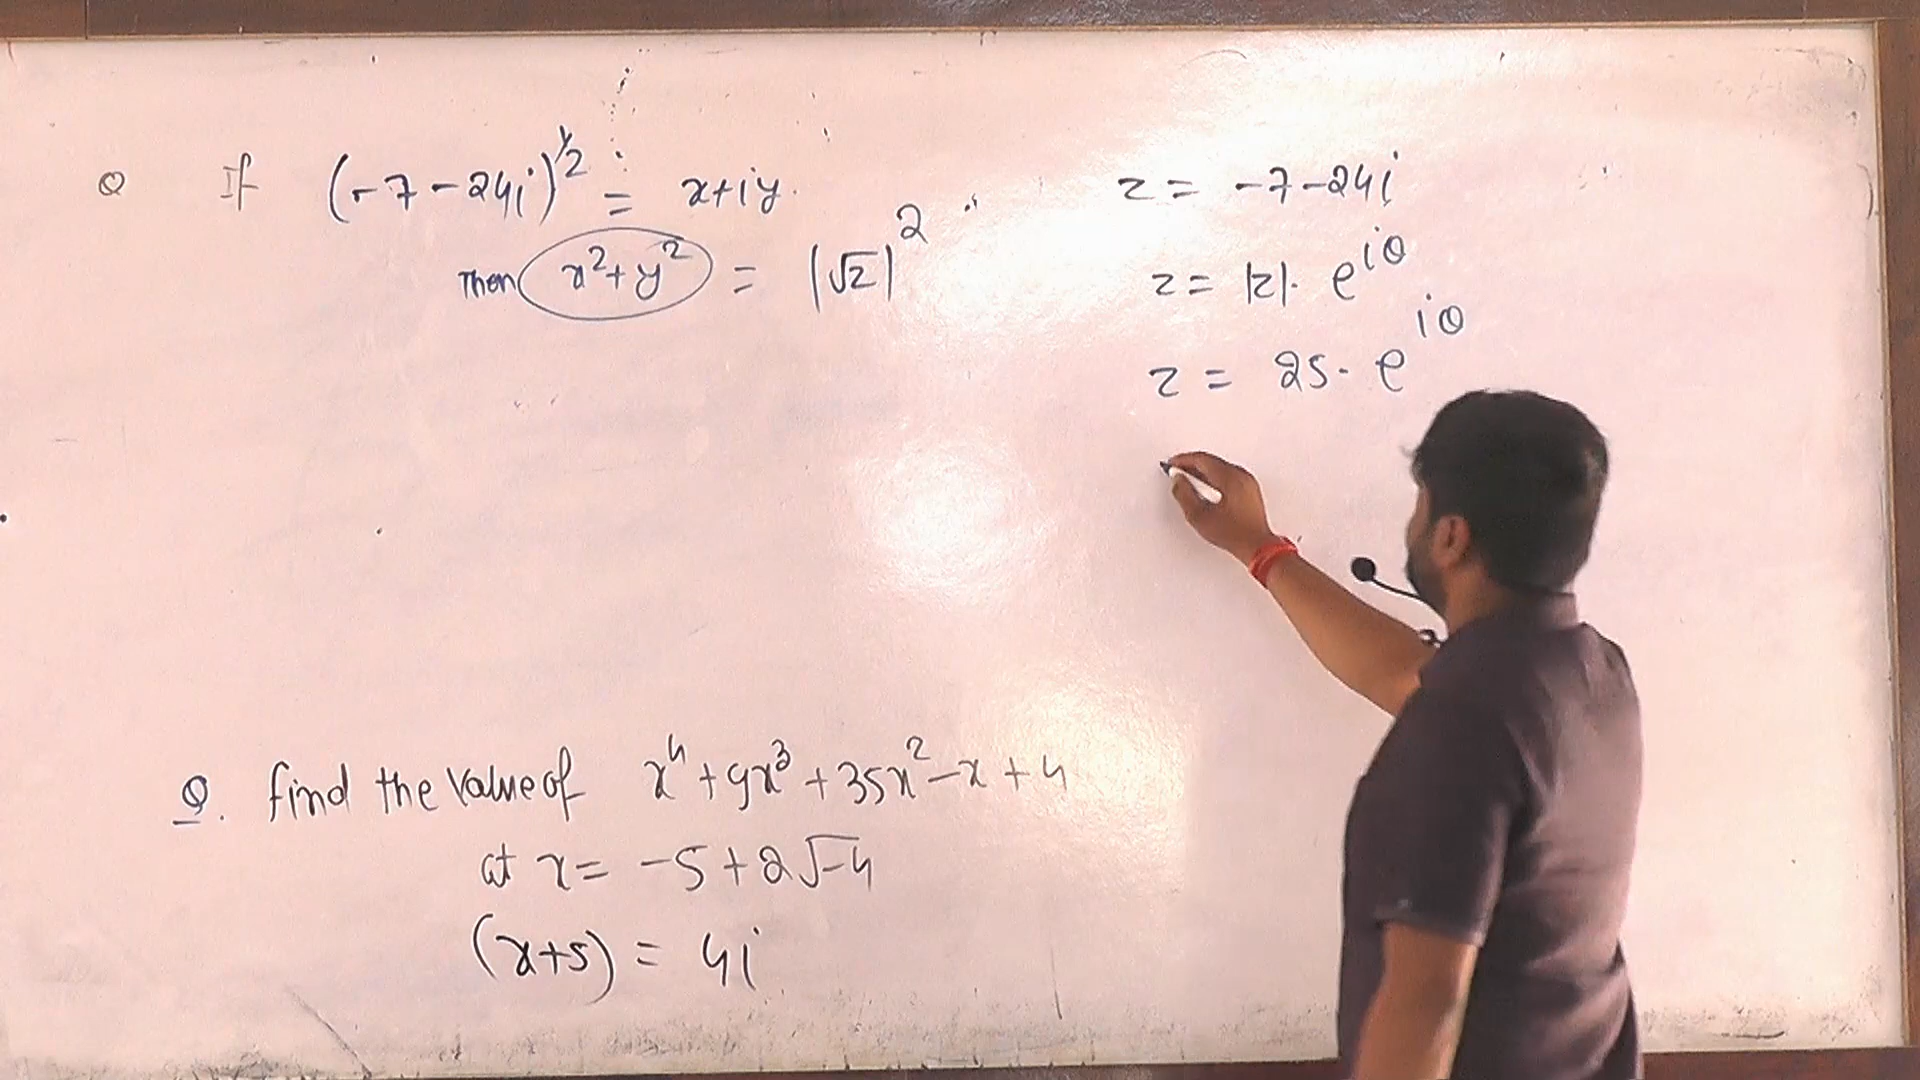 Q If (-7-24i)^½ = x+iy.
Then x²+y² = |√z|²
z = -7-24i
z = |z|. e^iθ
z = 25. e^iθ
Q. find the value of x⁴+9x³+35x²-x+4
at x = -5+2√-4
(x+5) = 4i